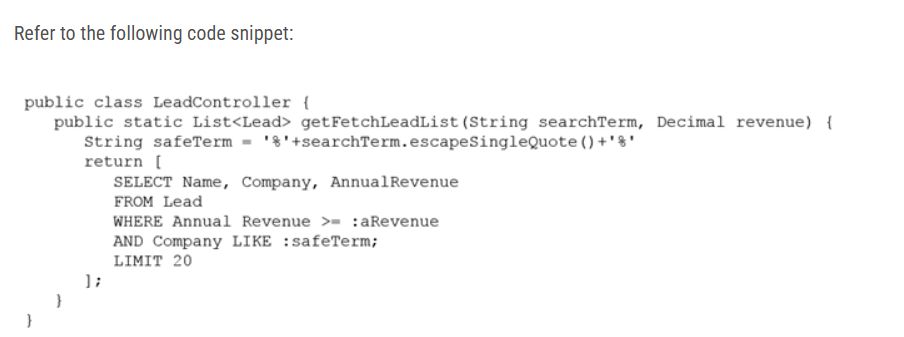 Refer to the following code snippet:
public class LeadController {
public static List<Lead> getFetchLeadList(String searchTerm, Decimal revenue) {
String safeTerm = '%'+searchTerm.escapeSingleQuote()+'%'
return [
SELECT Name, Company, AnnualRevenue
FROM Lead
WHERE Annual Revenue >= :aRevenue
AND Company LIKE :safeTerm;
LIMIT 20
];
}
}